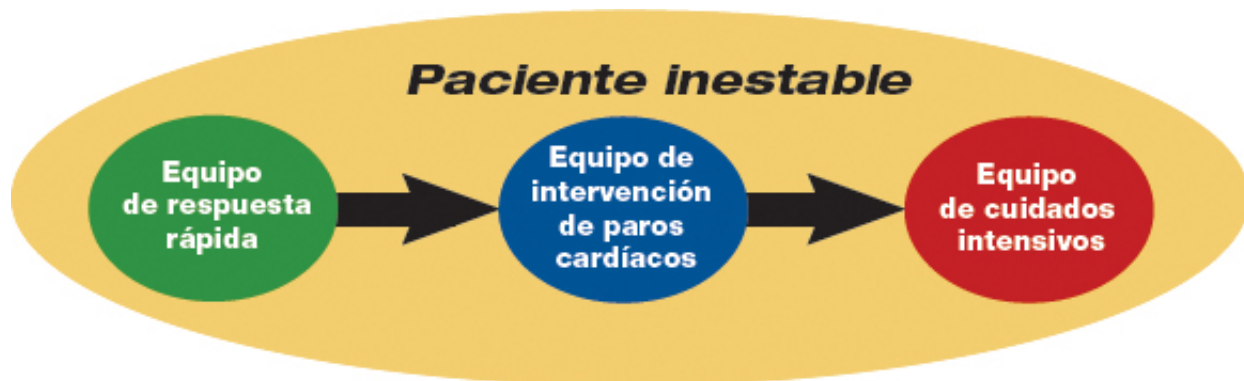 Paciente inestable
Equipo
de respuesta
rápida
Equipo de
intervención
de paros
cardíacos
Equipo
de cuidados
intensivos